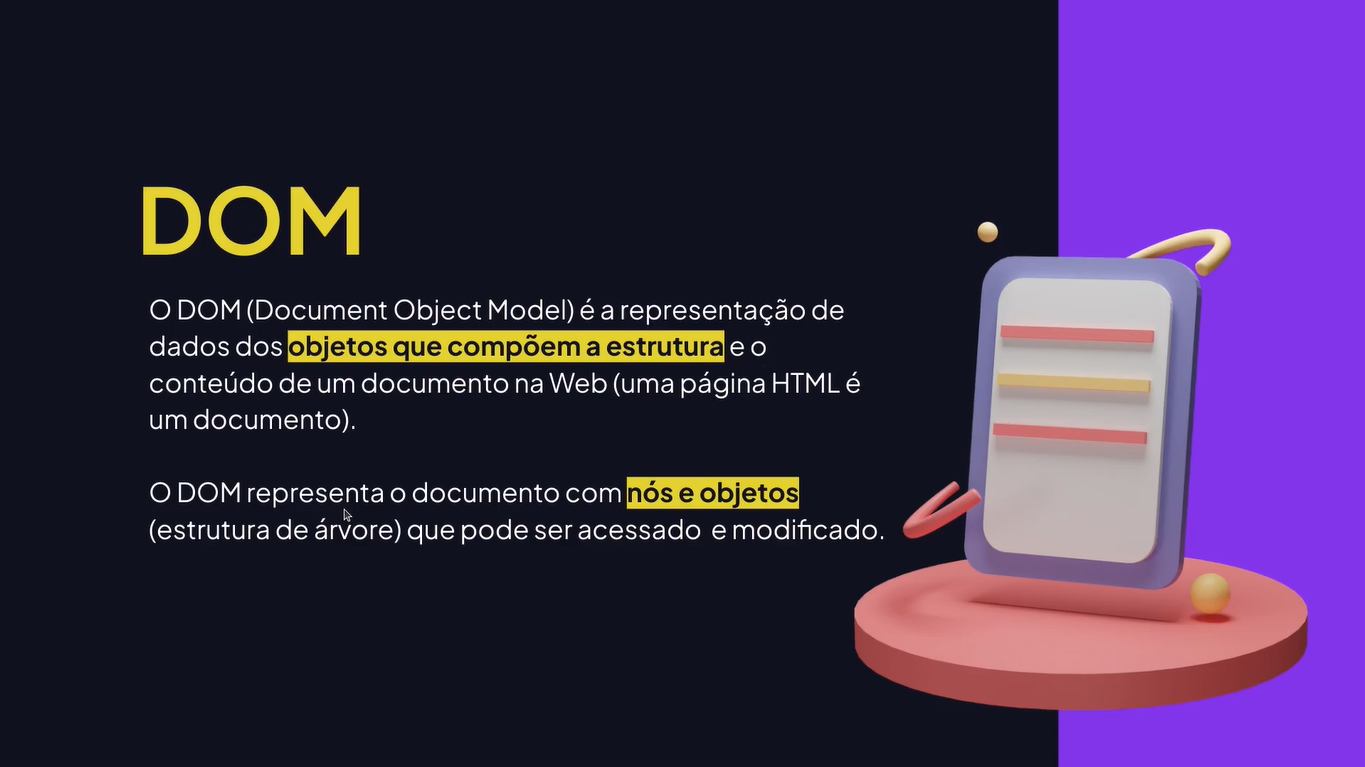 DOM
O DOM (Document Object Model) é a representação de
dados dos objetos que compõem a estrutura e o
conteúdo de um documento na Web (uma página HTML é
um documento).
O DOM representa o documento com nós e objetos
(estrutura de árvore) que pode ser acessado e modificado.